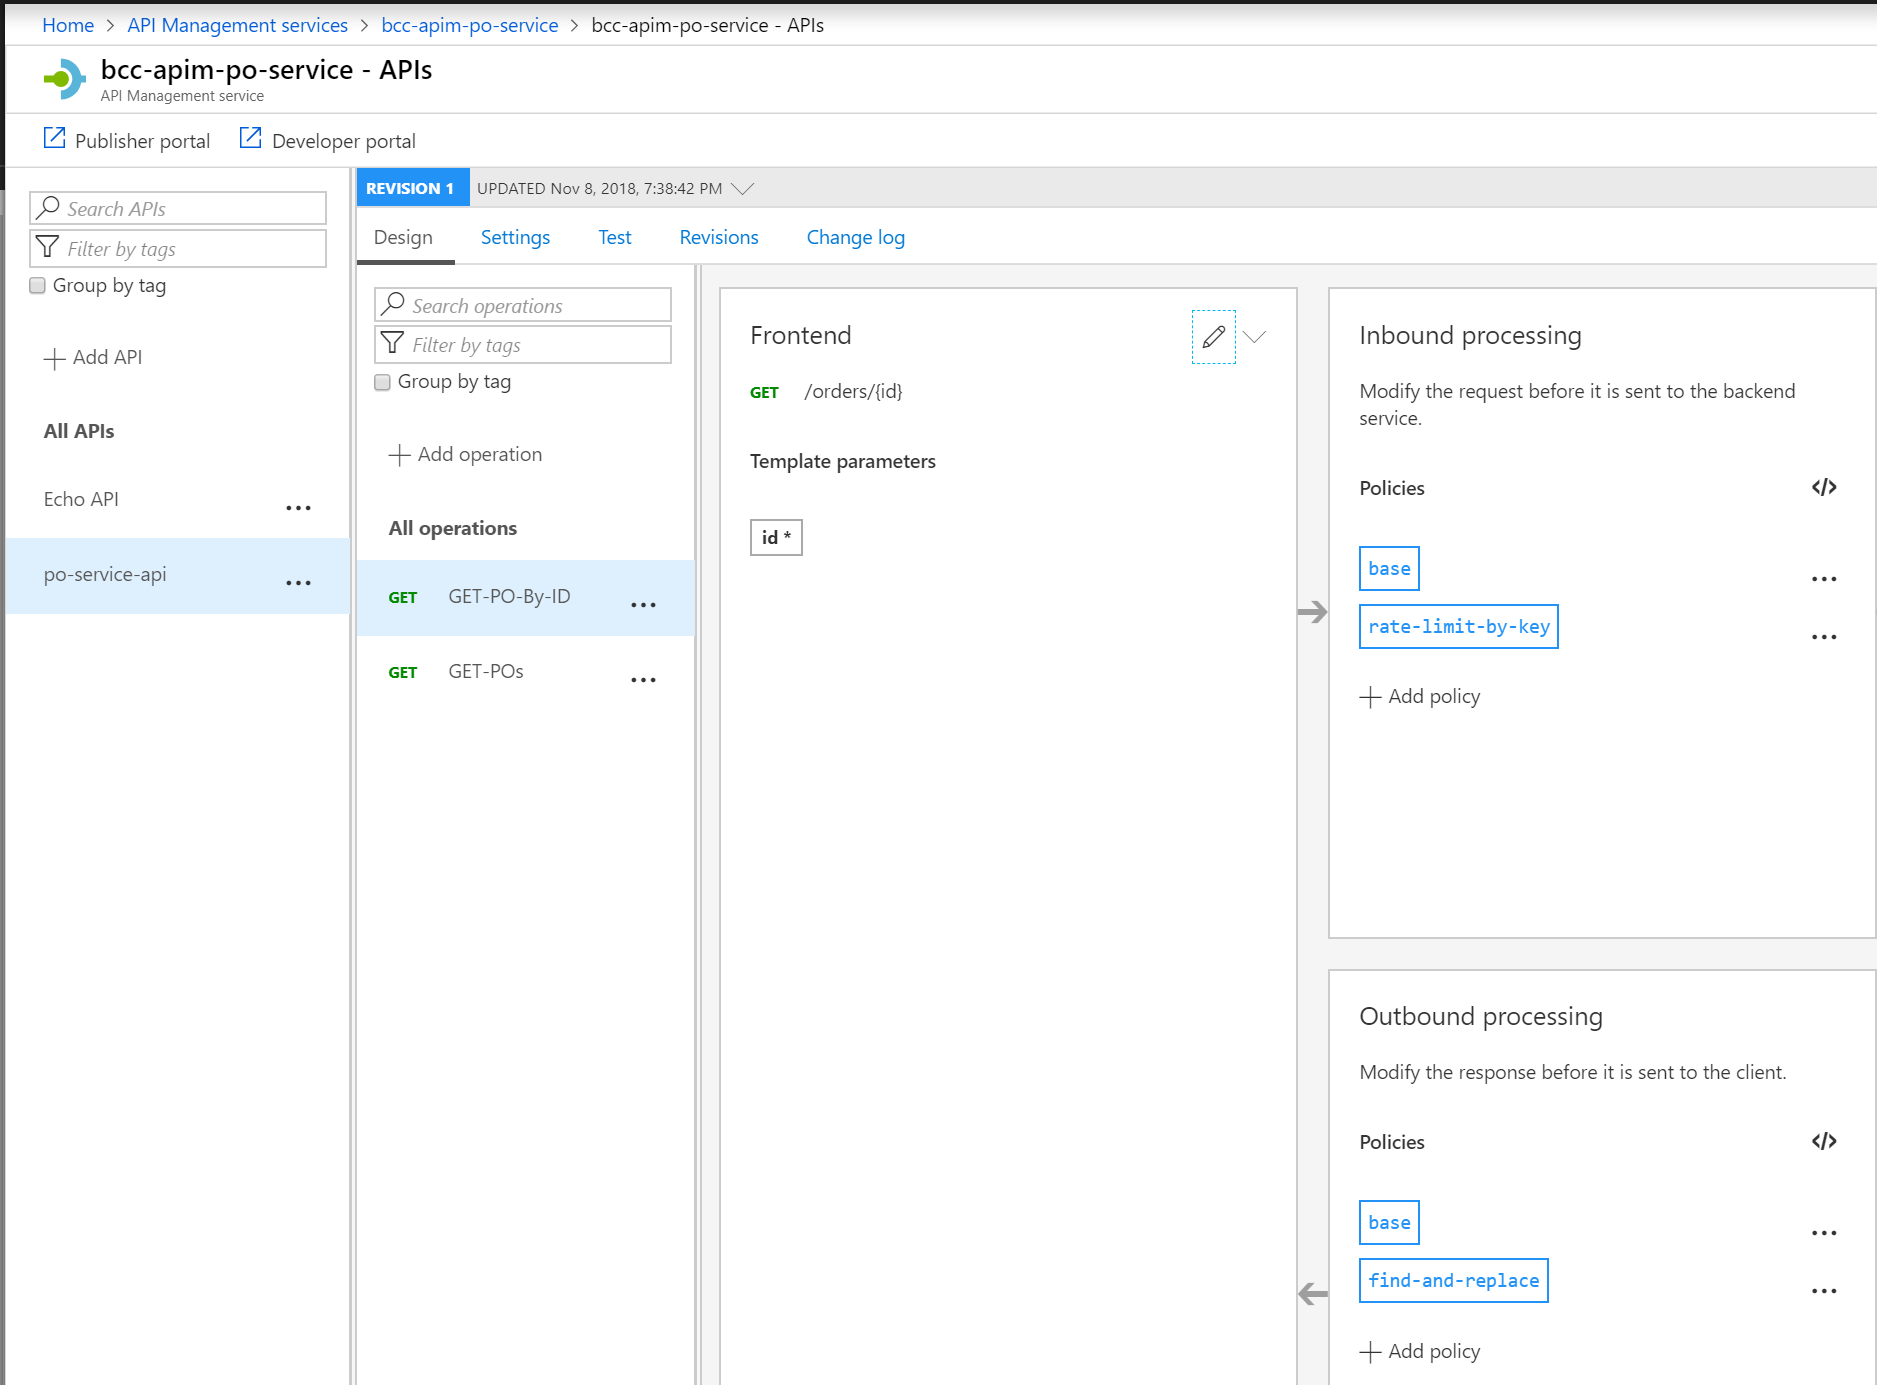 Home > API Management services > bcc-apim-po-service > bcc-apim-po-service - APIs
bcc-apim-po-service - APIs
API Management service
Publisher portal
Developer portal
Search APIs
Filter by tags
Group by tag
Add API
All APIs
Echo API
po-service-api
REVISION 1 UPDATED Nov 8, 2018, 7:38:42 PM
Design Settings Test Revisions Change log
Search operations
Filter by tags
Group by tag
Add operation
All operations
GET GET-PO-By-ID
GET GET-POs
Frontend
GET /orders/{id}
Template parameters
id *
Inbound processing
Modify the request before it is sent to the backend
service.
Policies </>
base
rate-limit-by-key
Add policy
Outbound processing
Modify the response before it is sent to the client.
Policies </>
base
find-and-replace
Add policy